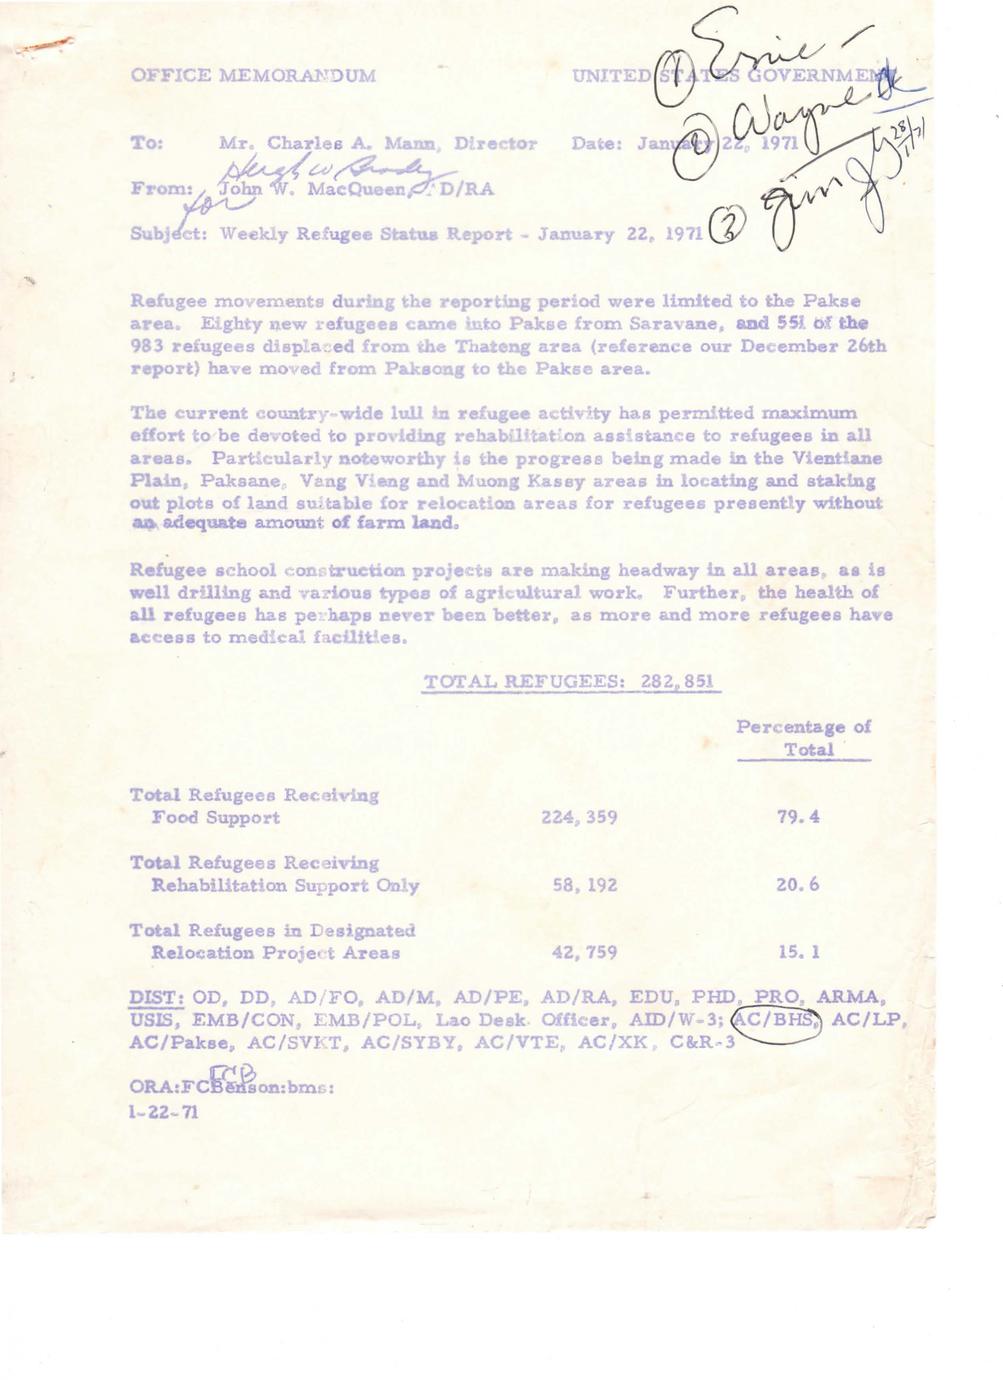 ① Ernie -
OFFICE MEMORANDUM UNITED STATES GOVERNMENT
② Wayne
To: Mr. Charles A. Mann, Director Date: January 22, 1971
28/1/71
Hugh W Brady
From: John W. MacQueen, AD/RA
for
③ Jim
Subject: Weekly Refugee Status Report - January 22, 1971
Refugee movements during the reporting period were limited to the Pakse
area. Eighty new refugees came into Pakse from Saravane, and 551 of the
983 refugees displaced from the Thateng area (reference our December 26th
report) have moved from Paksong to the Pakse area.
The current country-wide lull in refugee activity has permitted maximum
effort to be devoted to providing rehabilitation assistance to refugees in all
areas. Particularly noteworthy is the progress being made in the Vientiane
Plain, Paksane, Vang Vieng and Muong Kassy areas in locating and staking
out plots of land suitable for relocation areas for refugees presently without
an adequate amount of farm land.
Refugee school construction projects are making headway in all areas, as is
well drilling and various types of agricultural work. Further, the health of
all refugees has perhaps never been better, as more and more refugees have
access to medical facilities.
TOTAL REFUGEES: 282,851
Percentage of
Total
Total Refugees Receiving
Food Support 224,359 79.4
Total Refugees Receiving
Rehabilitation Support Only 58,192 20.6
Total Refugees in Designated
Relocation Project Areas 42,759 15.1
DIST: OD, DD, AD/FO, AD/M, AD/PE, AD/RA, EDU, PHD, PRO, ARMA,
USIS, EMB/CON, EMB/POL, Lao Desk Officer, AID/W-3; AC/BHS, AC/LP,
AC/Pakse, AC/SVKT, AC/SYBY, AC/VTE, AC/XK, C&R-3
FCB
ORA:FCBenson:bms:
1-22-71